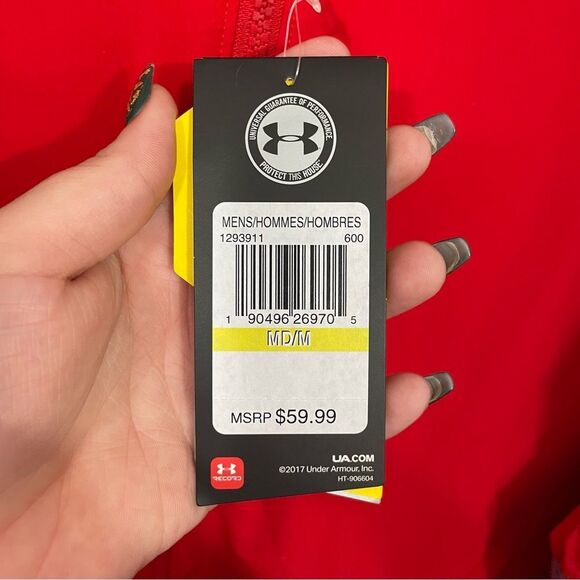 UNIVERSAL GUARANTEE OF PERFORMANCE
PROTECT THIS HOUSE
MENS/HOMMES/HOMBRES
1293911 600
1 90496 26970 5
MD/M
MSRP $59.99
UA.COM
©2017 Under Armour, Inc.
HT-906604
RECORD